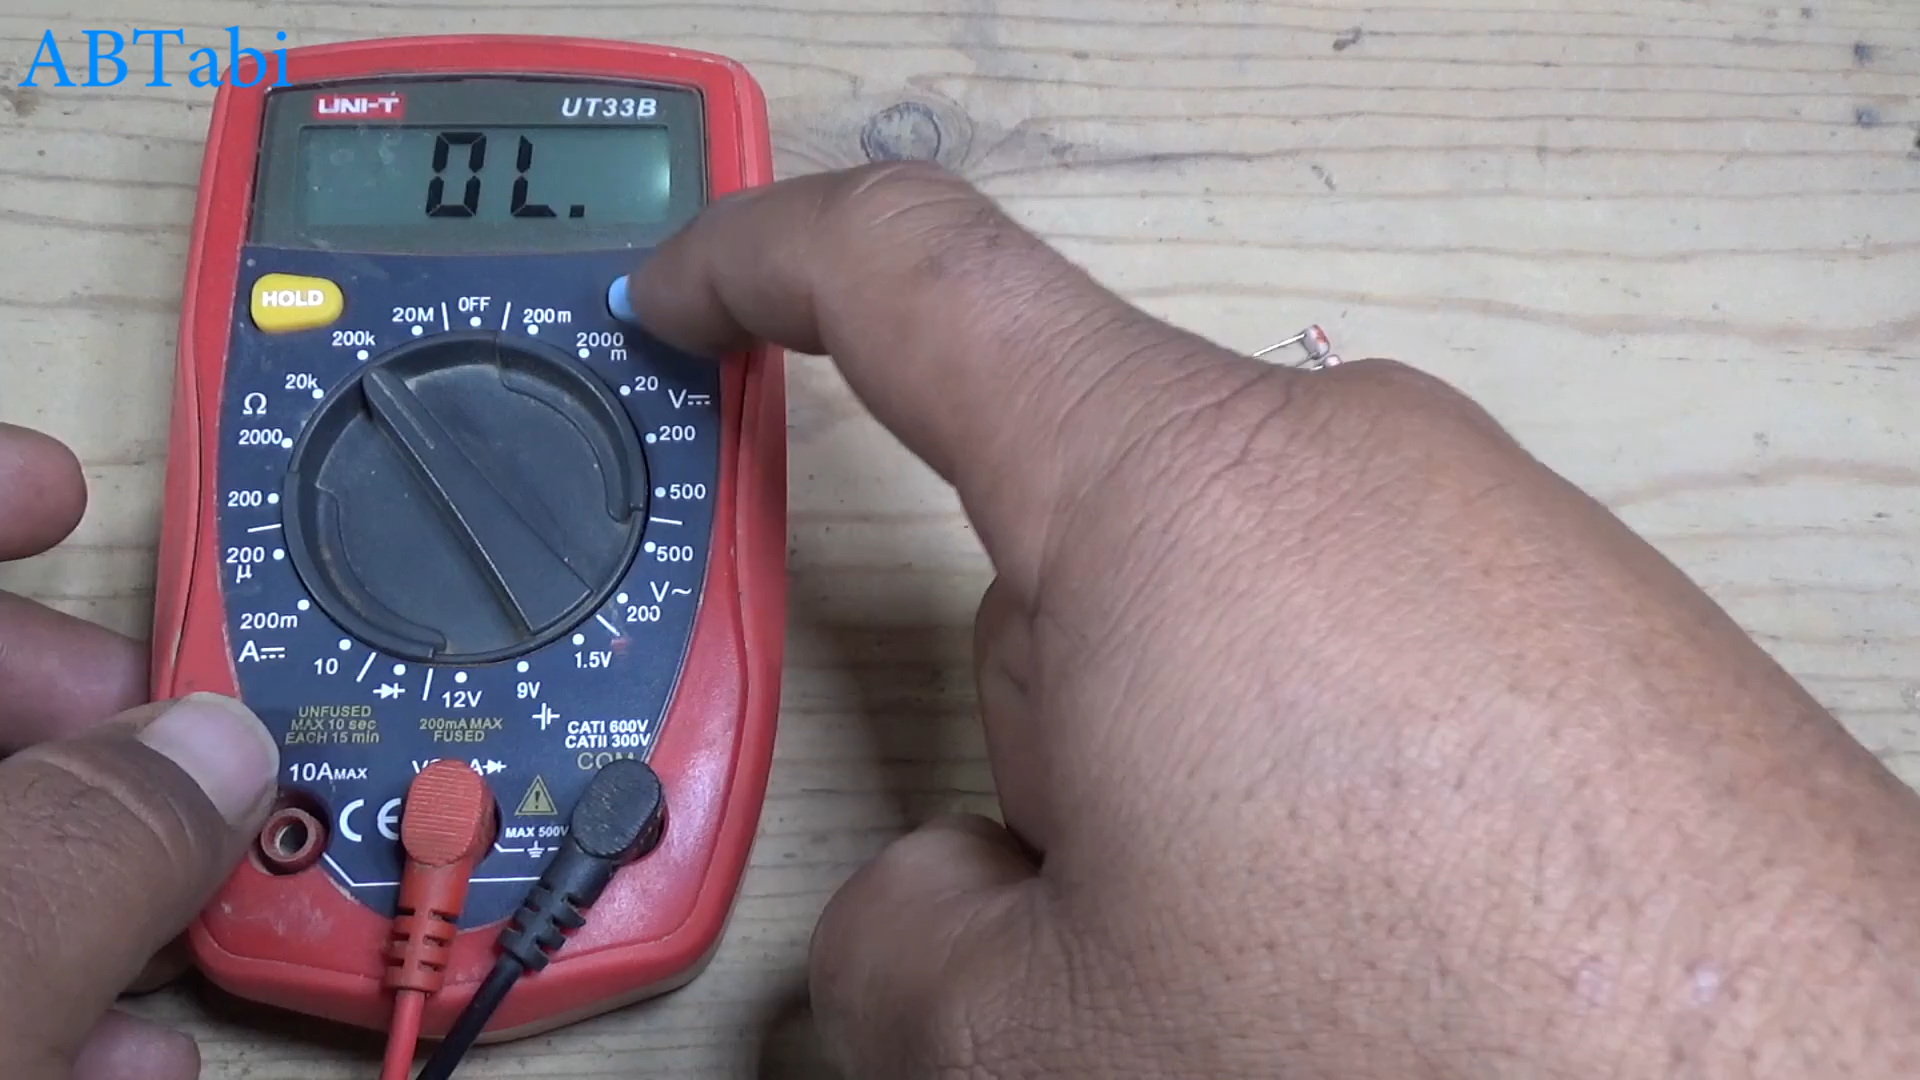 ABTabi
UNI-T UT33B
OL.
HOLD
20M OFF 200m
200k 2000
m
20k 20
Ω V
2000 200
200 500
200 500
μ V~
200m 200
A
10 1.5V
12V 9V
UNFUSED
MAX 10 sec
EACH 15 min
200mA MAX
FUSED
CATI 600V
CATII 300V
COM
10AMAX
CE
MAX 500V